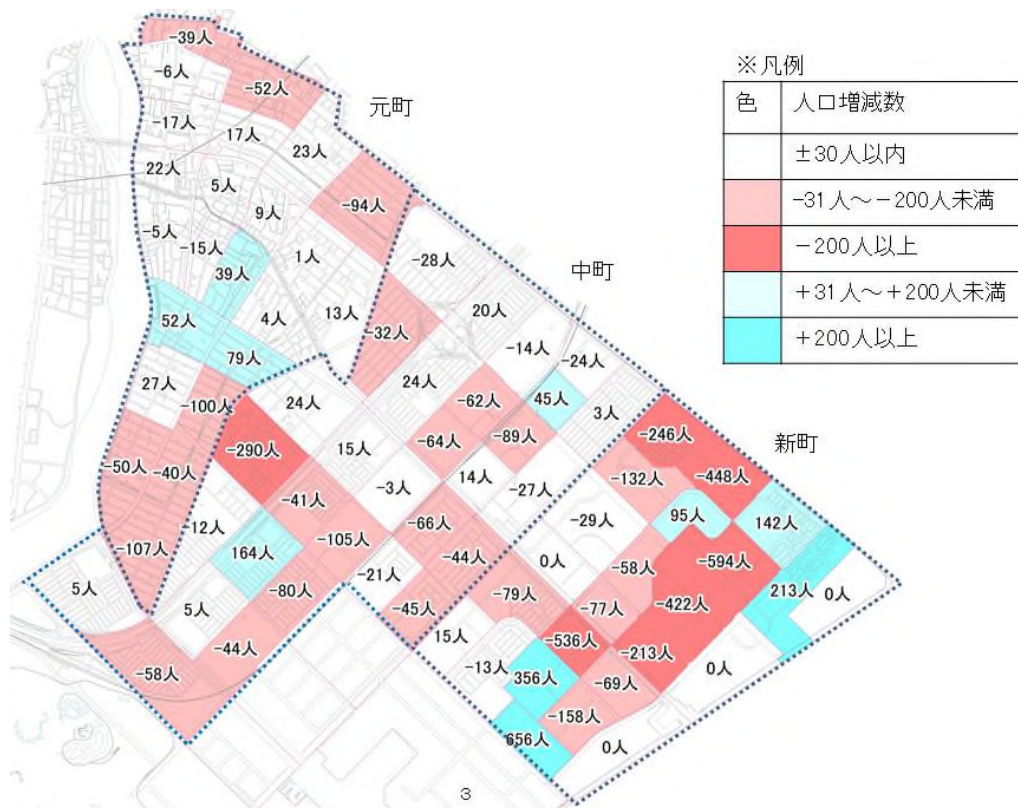 -39人
※凡例
色 人口増減数
±30人以内
-31人～－200人未満
－200人以上
＋31人～＋200人未満
＋200人以上
-6人
-52人
元町
-17人
17人
23人
22人
5人
-94人
9人
-5人
-15人
1人
-28人
中町
39人
20人
52人
4人
13人
-32人
-14人
-24人
79人
27人
24人
-62人
45人
-100人
24人
3人
-64人
-89人
-246人
新町
-290人
15人
-50人
-40人
-3人
14人
-27人
-132人
-448人
-41人
-29人
95人
142人
-12人
-66人
-107人
164人
-105人
-44人
0人
-58人
-594人
5人
-21人
-80人
-79人
-77人
-422人
213人
0人
5人
-45人
15人
-536人
-44人
-213人
-58人
-13人
356人
-69人
0人
-158人
656人
0人
3